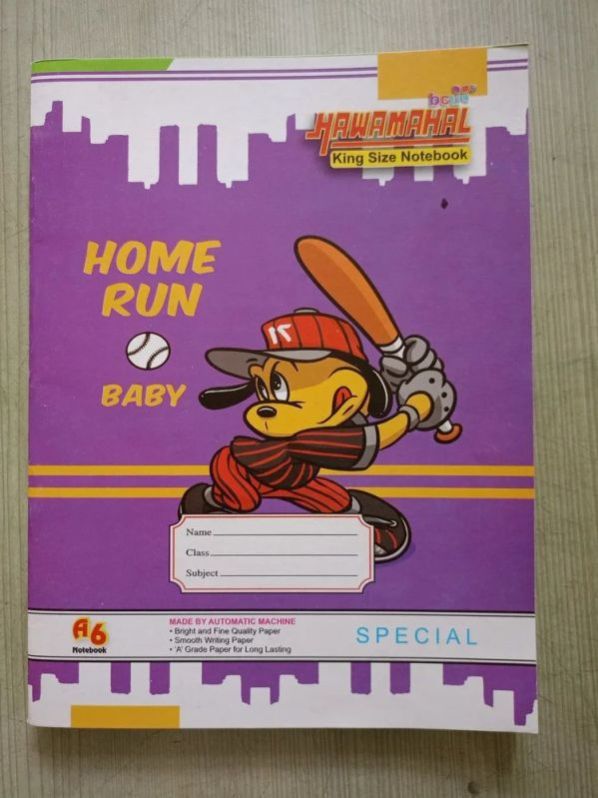 HAWAMAHAL
King Size Notebook
HOME
RUN
BABY
Name
Class
Subject
A6
Notebook
MADE BY AUTOMATIC MACHINE
• Bright and Fine Quality Paper
• Smooth Writing Paper
• 'A' Grade Paper for Long Lasting
SPECIAL